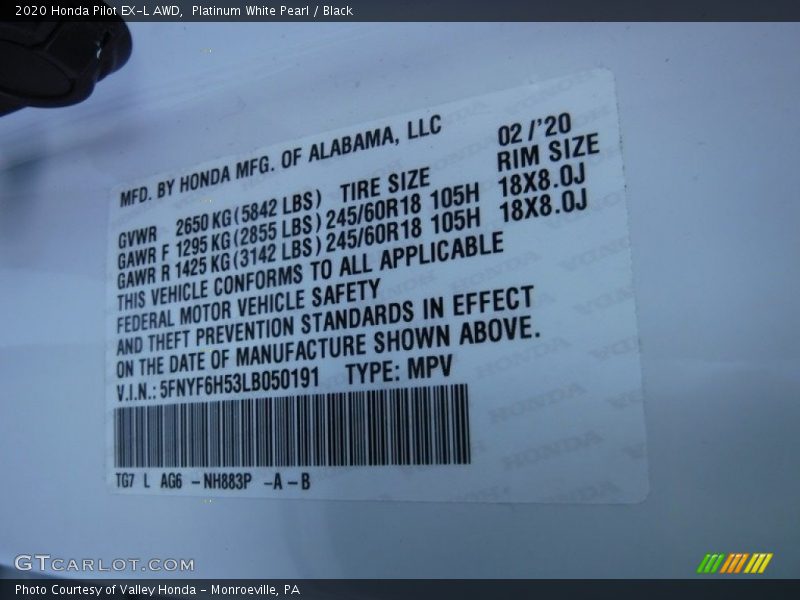 2020 Honda Pilot EX-L AWD,  Platinum White Pearl / Black
MFD. BY HONDA MFG. OF ALABAMA, LLC 02/'20
GVWR 2650 KG (5842 LBS) TIRE SIZE RIM SIZE
GAWR F 1295 KG (2855 LBS) 245/60R18 105H 18X8.0J
GAWR R 1425 KG (3142 LBS) 245/60R18 105H 18X8.0J
THIS VEHICLE CONFORMS TO ALL APPLICABLE
FEDERAL MOTOR VEHICLE SAFETY
AND THEFT PREVENTION STANDARDS IN EFFECT
ON THE DATE OF MANUFACTURE SHOWN ABOVE.
V.I.N.: 5FNYF6H53LB050191 TYPE: MPV
TG7 L AG6 -NH883P -A-B
GTCARLOT.COM
Photo Courtesy of Valley Honda - Monroeville, PA